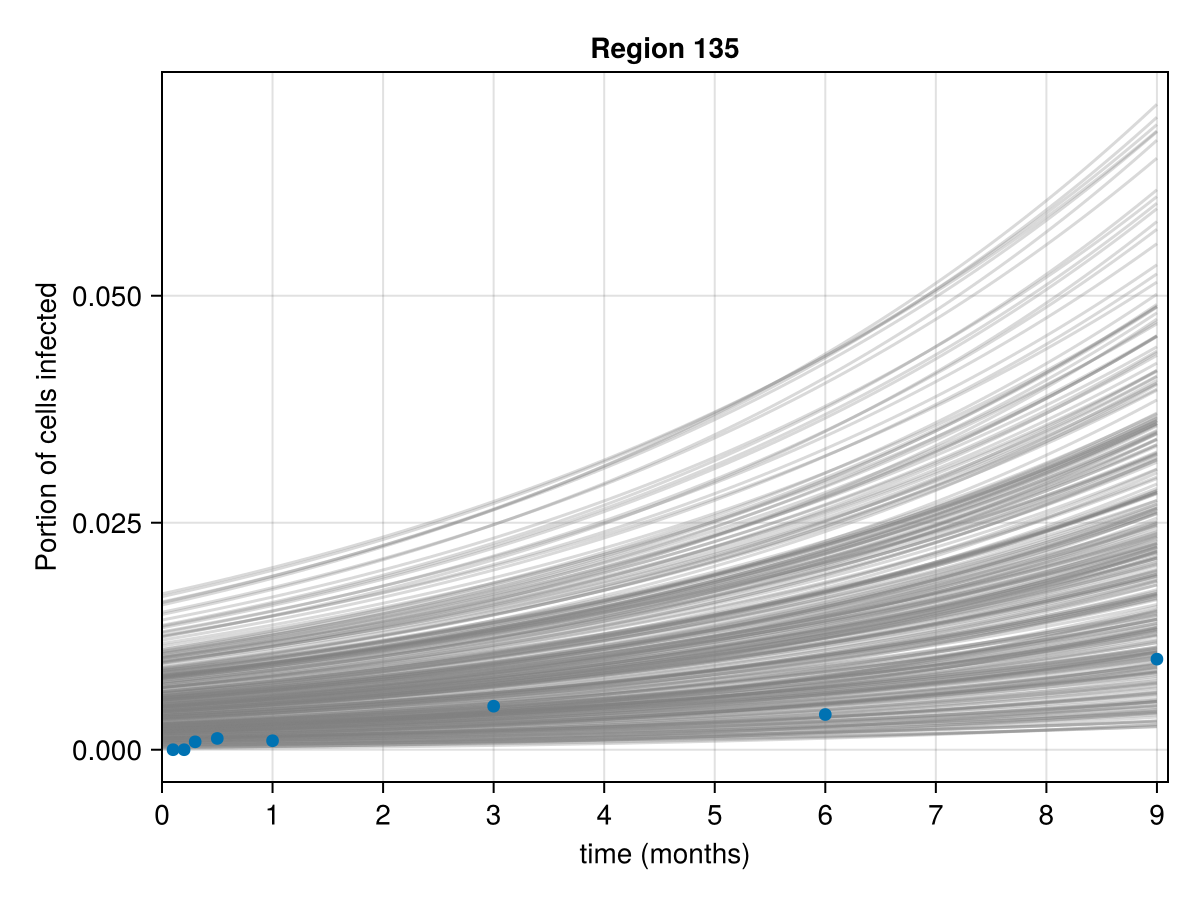 Region 135
Portion of cells infected
0.050
0.025
0.000
0 1 2 3 4 5 6 7 8 9
time (months)